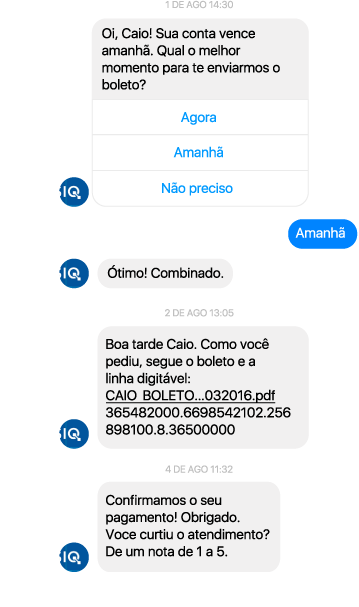 1 DE AGO 14:30
Oi, Caio! Sua conta vence
amanhã. Qual o melhor
momento para te enviarmos o
boleto?
Agora
Amanhã
Não preciso
IQ.
Amanhã
IQ.
Ótimo! Combinado.
2 DE AGO 13:05
Boa tarde Caio. Como você
pediu, segue o boleto e a
linha digitável:
CAIO_BOLETO...032016.pdf
365482000.6698542102.256
898100.8.36500000
IQ.
4 DE AGO 11:32
Confirmamos o seu
pagamento! Obrigado.
Voce curtiu o atendimento?
De um nota de 1 a 5.
IQ.